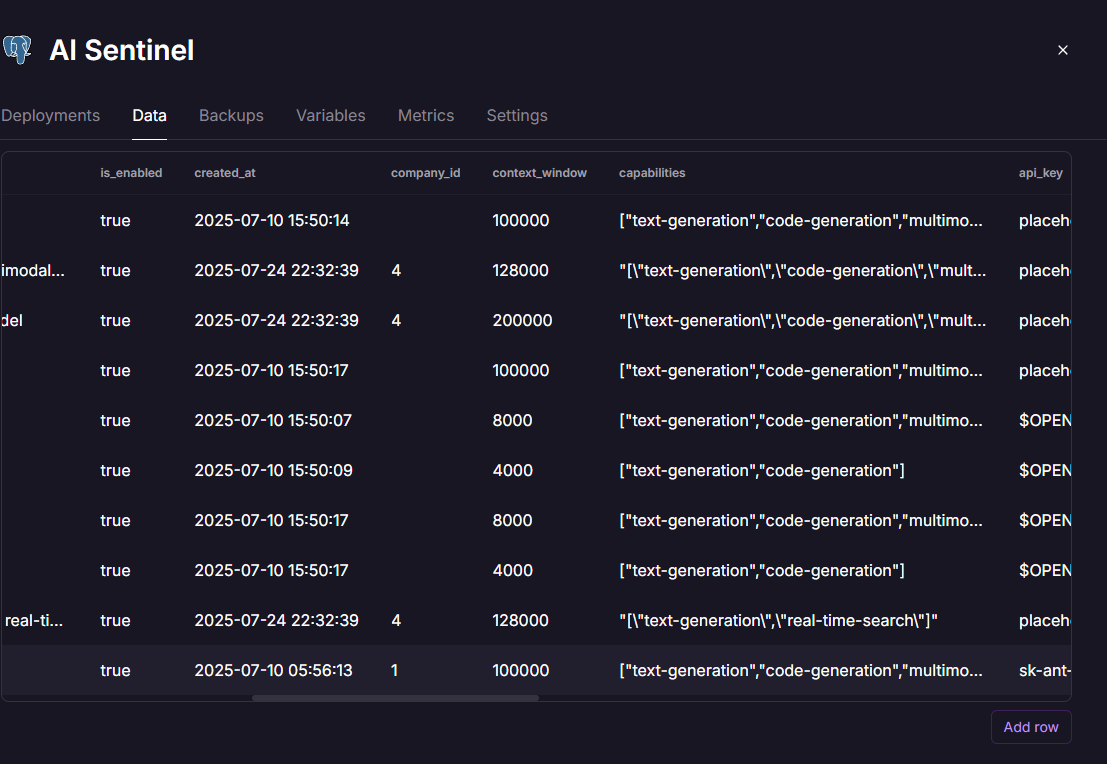 AI Sentinel
Deployments Data Backups Variables Metrics Settings
is_enabled created_at company_id context_window capabilities api_key
true 2025-07-10 15:50:14 100000 ["text-generation","code-generation","multimo... placeh
imodal... true 2025-07-24 22:32:39 4 128000 "[\"text-generation\",\"code-generation\",\"mult... placeh
del true 2025-07-24 22:32:39 4 200000 "[\"text-generation\",\"code-generation\",\"mult... placeh
true 2025-07-10 15:50:17 100000 ["text-generation","code-generation","multimo... placeh
true 2025-07-10 15:50:07 8000 ["text-generation","code-generation","multimo... $OPEN
true 2025-07-10 15:50:09 4000 ["text-generation","code-generation"] $OPEN
true 2025-07-10 15:50:17 8000 ["text-generation","code-generation","multimo... $OPEN
true 2025-07-10 15:50:17 4000 ["text-generation","code-generation"] $OPEN
real-ti... true 2025-07-24 22:32:39 4 128000 "[\"text-generation\",\"real-time-search\"]" placeh
true 2025-07-10 05:56:13 1 100000 ["text-generation","code-generation","multimo... sk-ant-
Add row